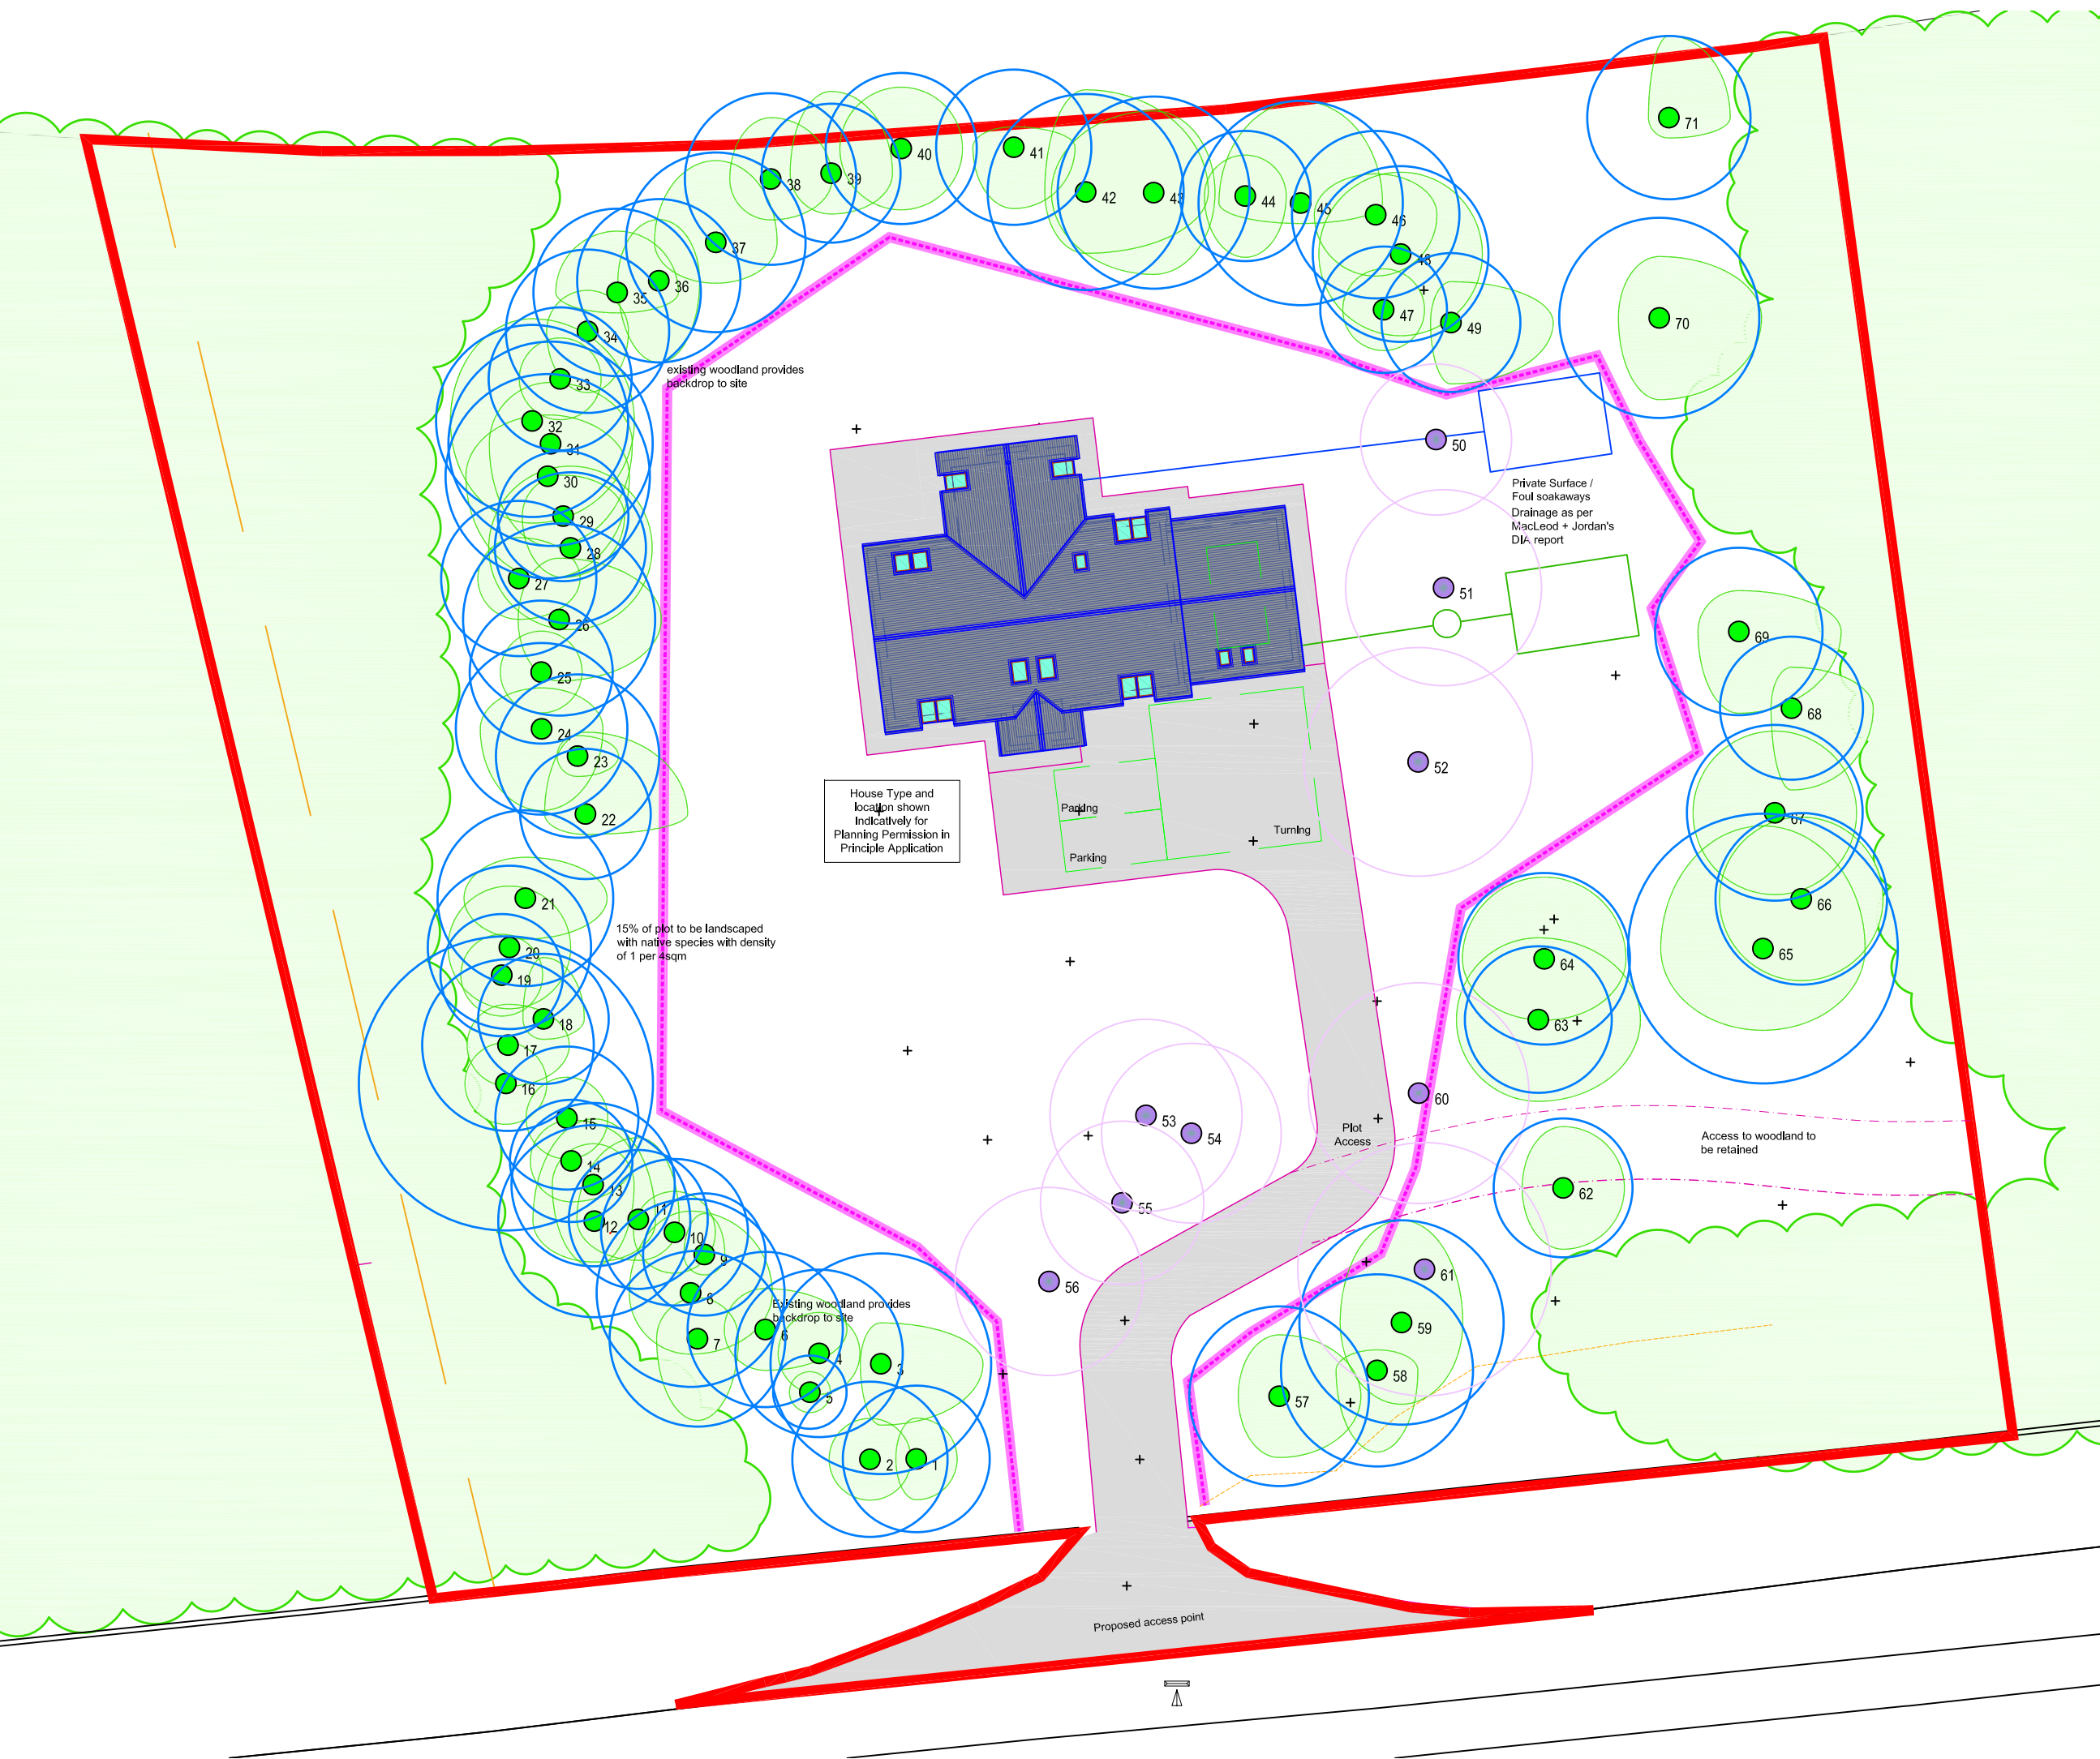 71
40
41
39
38
42
43
44
45
46
37
48
36
35
47
49
70
34
existing woodland provides
backdrop to site
33
32
31
50
30
Private Surface /
Foul soakaways
Drainage as per
MacLeod + Jordan's
DIA report
29
28
27
51
26
69
25
68
24
23
52
House Type and
location shown
indicatively for
Planning Permission in
Principle Application
Parking
22
67
Turning
Parking
21
66
15% of plot to be landscaped
with native species with density
of 1 per 4sqm
20
65
64
19
18
63
17
16
60
15
53
54
Plot
Access
Access to woodland to
be retained
14
13
62
55
12
11
10
9
61
56
8
Existing woodland provides
backdrop to site
6
7
59
4
3
58
5
57
2
1
Proposed access point